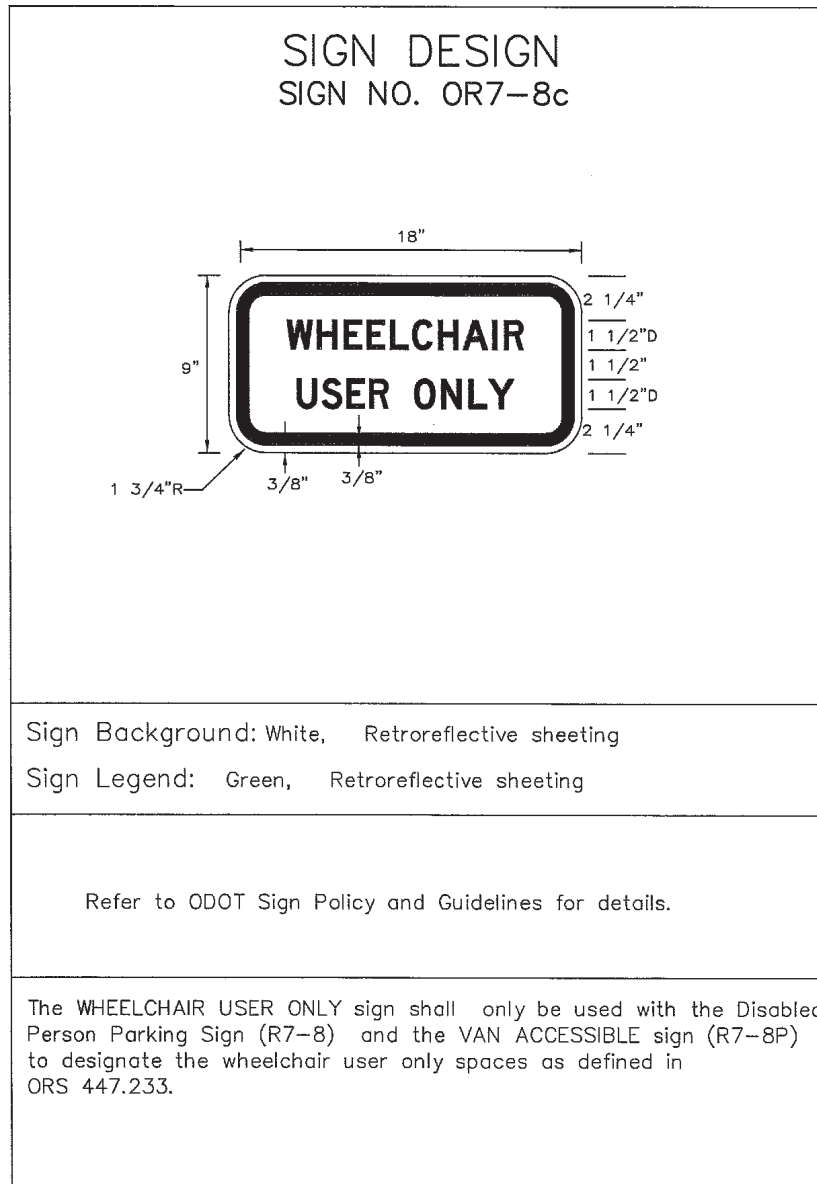 SIGN DESIGN
SIGN NO. OR7-8c
18"
9"
WHEELCHAIR
USER ONLY
2 1/4"
1 1/2"D
1 1/2"
1 1/2"D
2 1/4"
1 3/4"R
3/8"
3/8"
Sign Background: White, Retroreflective sheeting
Sign Legend: Green, Retroreflective sheeting
Refer to ODOT Sign Policy and Guidelines for details.
The WHEELCHAIR USER ONLY sign shall only be used with the Disabled
Person Parking Sign (R7-8) and the VAN ACCESSIBLE sign (R7-8P)
to designate the wheelchair user only spaces as defined in
ORS 447.233.